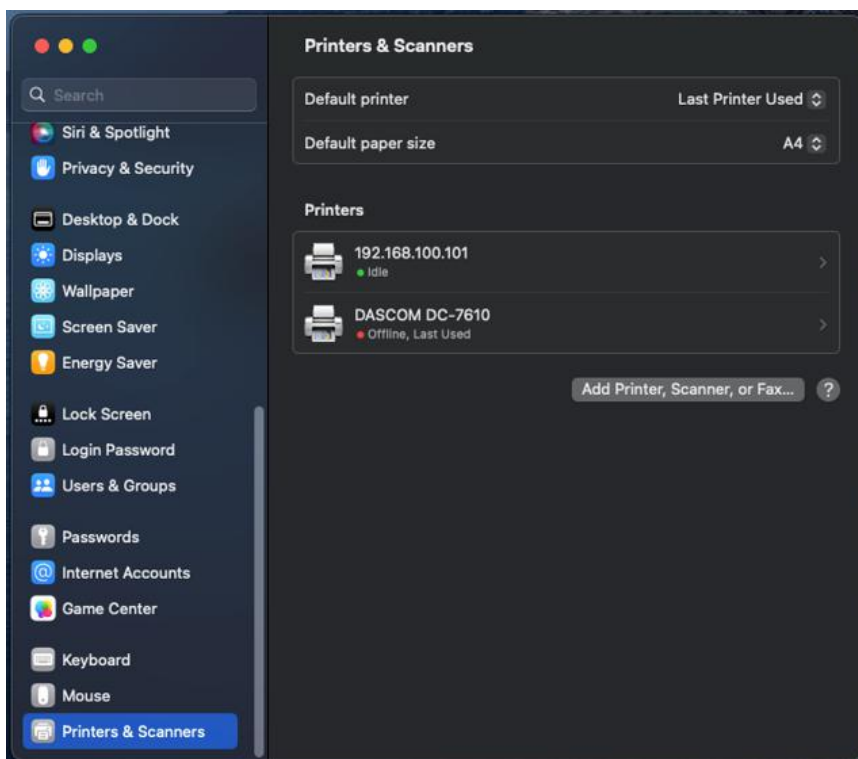 Search
Siri & Spotlight
Privacy & Security
Desktop & Dock
Displays
Wallpaper
Screen Saver
Energy Saver
Lock Screen
Login Password
Users & Groups
Passwords
Internet Accounts
Game Center
Keyboard
Mouse
Printers & Scanners
Printers & Scanners
Default printer Last Printer Used
Default paper size A4
Printers
192.168.100.101
Idle
DASCOM DC-7610
Offline, Last Used
Add Printer, Scanner, or Fax... ?